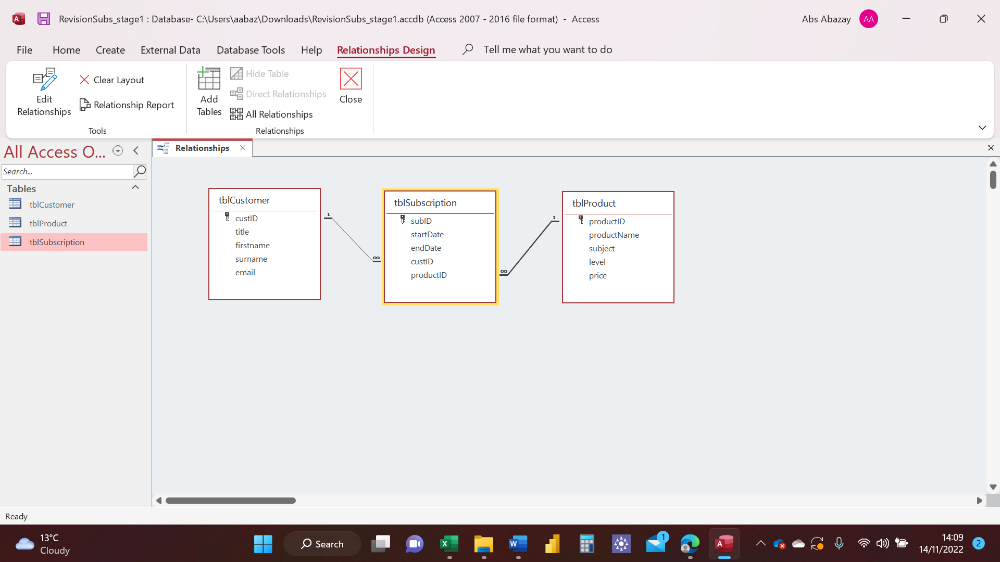 RevisionSubs_stage1 : Database- C:\Users\aabaz\Downloads\RevisionSubs_stage1.accdb (Access 2007 - 2016 file format)  -  Access
Abs Abazay
AA
File
Home
Create
External Data
Database Tools
Help
Relationships Design
Tell me what you want to do
Edit
Relationships
Clear Layout
Relationship Report
Tools
Add
Tables
Hide Table
Direct Relationships
All Relationships
Close
Relationships
All Access O...
Search...
Tables
tblCustomer
tblProduct
tblSubscription
Relationships
tblCustomer
custID
title
firstname
surname
email
1
∞
tblSubscription
subID
startDate
endDate
custID
productID
1
∞
tblProduct
productID
productName
subject
level
price
Ready
13°C
Cloudy
Search
1
14:09
14/11/2022
2